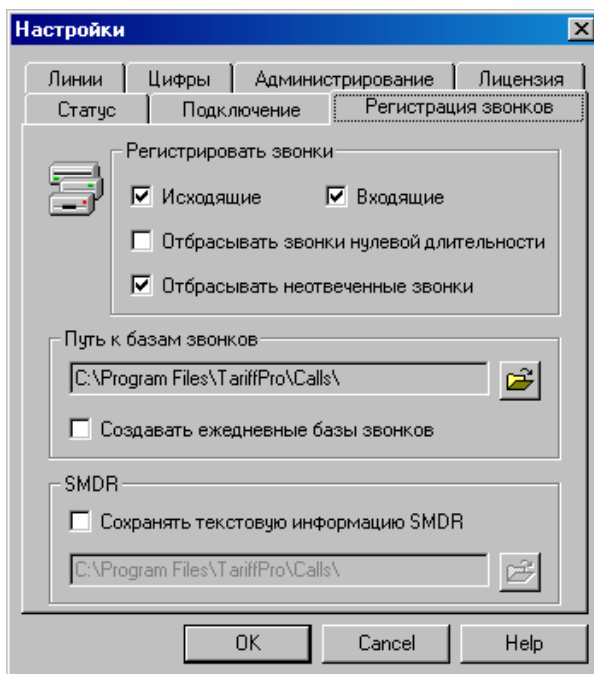 Настройки
Линии Цифры Администрирование Лицензия
Статус Подключение Регистрация звонков
Регистрировать звонки
Исходящие Входящие
Отбрасывать звонки нулевой длительности
Отбрасывать неотвеченные звонки
Путь к базам звонков
C:\Program Files\TariffPro\Calls\
Создавать ежедневные базы звонков
SMDR
Сохранять текстовую информацию SMDR
C:\Program Files\TariffPro\Calls\
OK Cancel Help